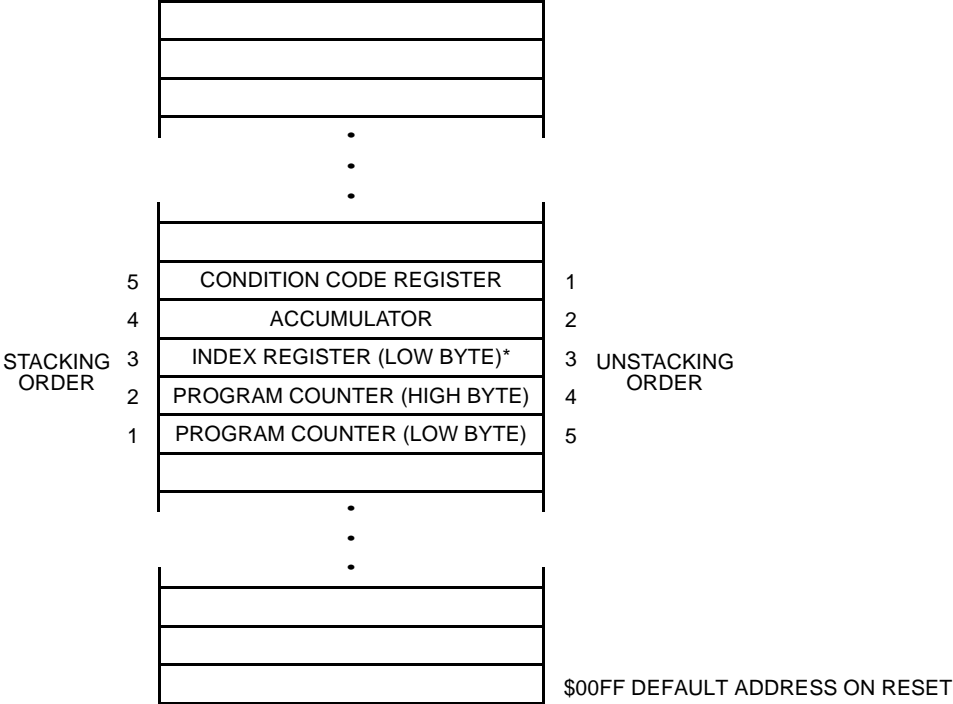 5 CONDITION CODE REGISTER 1
4 ACCUMULATOR 2
STACKING ORDER
3 INDEX REGISTER (LOW BYTE)* 3
UNSTACKING ORDER
2 PROGRAM COUNTER (HIGH BYTE) 4
1 PROGRAM COUNTER (LOW BYTE) 5
$00FF DEFAULT ADDRESS ON RESET